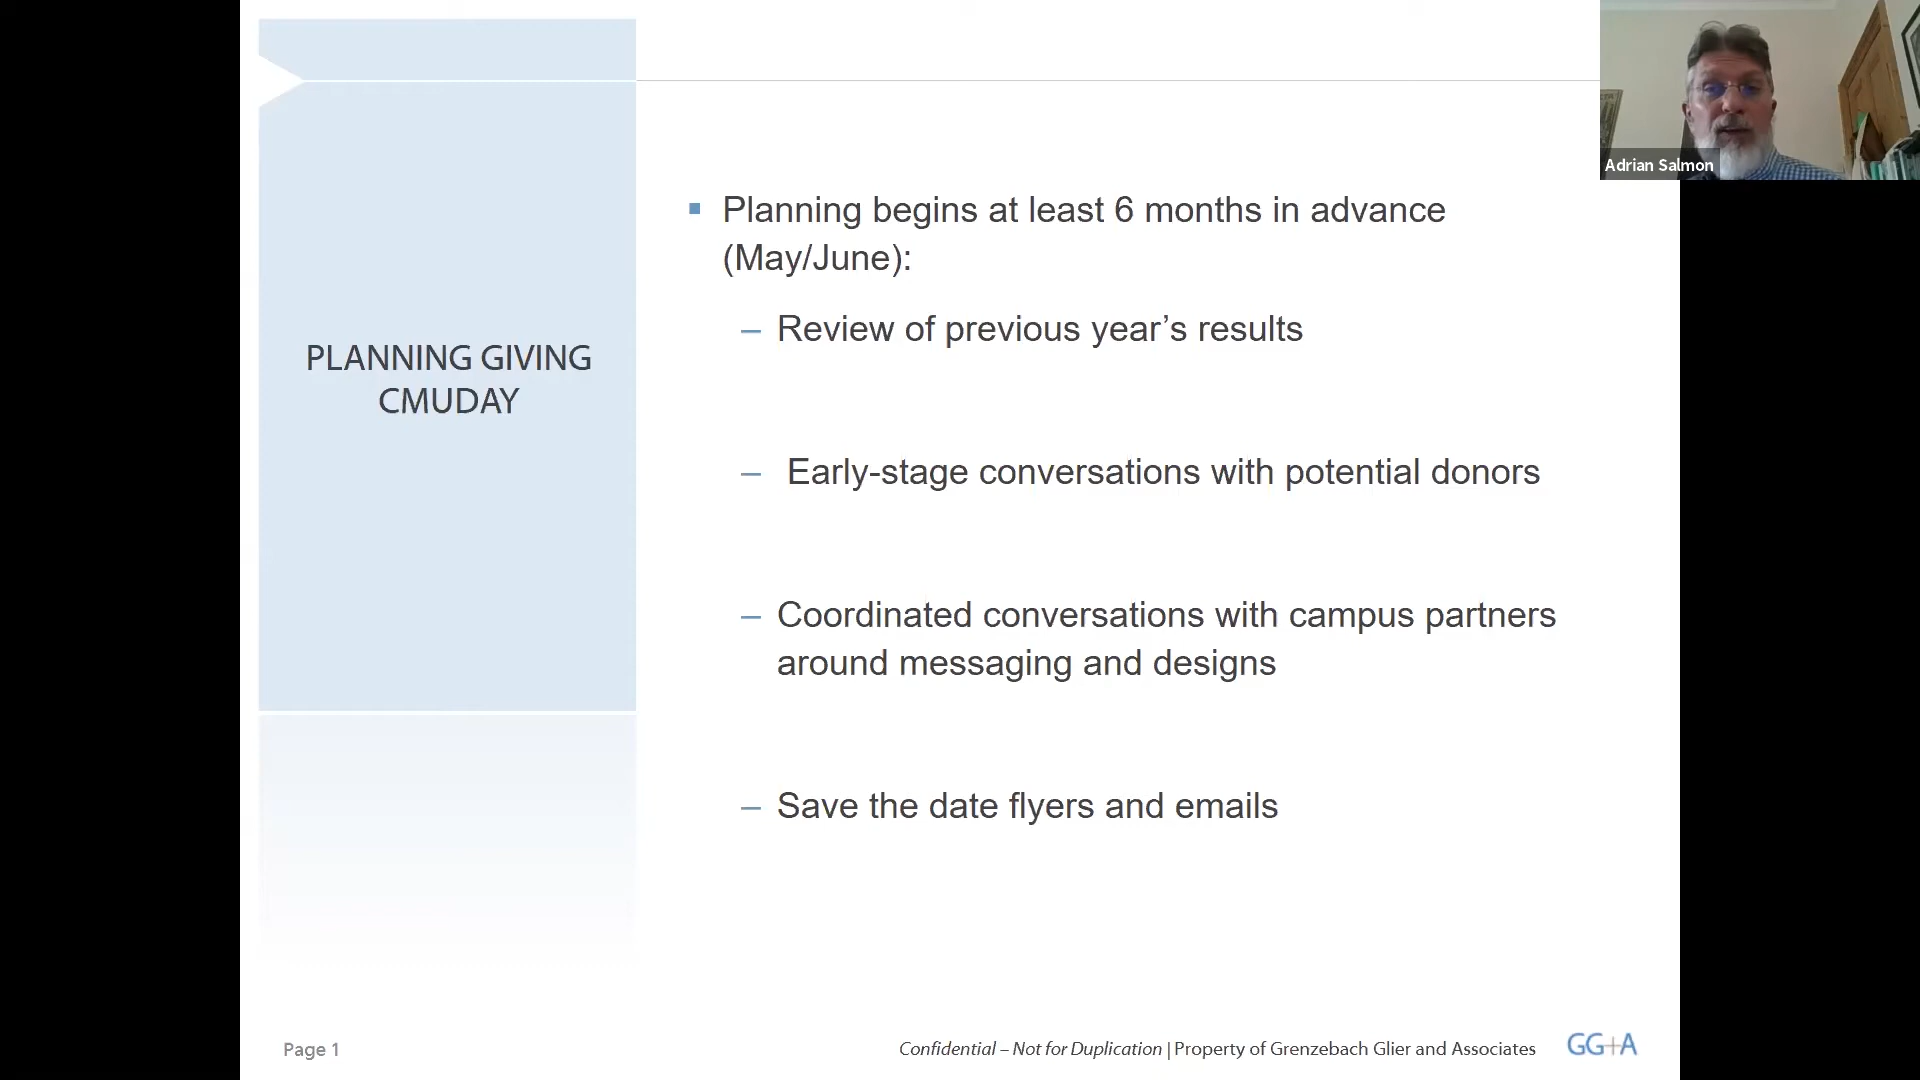 PLANNING GIVING
CMUDAY
▪ Planning begins at least 6 months in advance
(May/June):
– Review of previous year’s results
– Early-stage conversations with potential donors
– Coordinated conversations with campus partners
around messaging and designs
– Save the date flyers and emails
Adrian Salmon
Page 1
Confidential – Not for Duplication | Property of Grenzebach Glier and Associates
GG+A